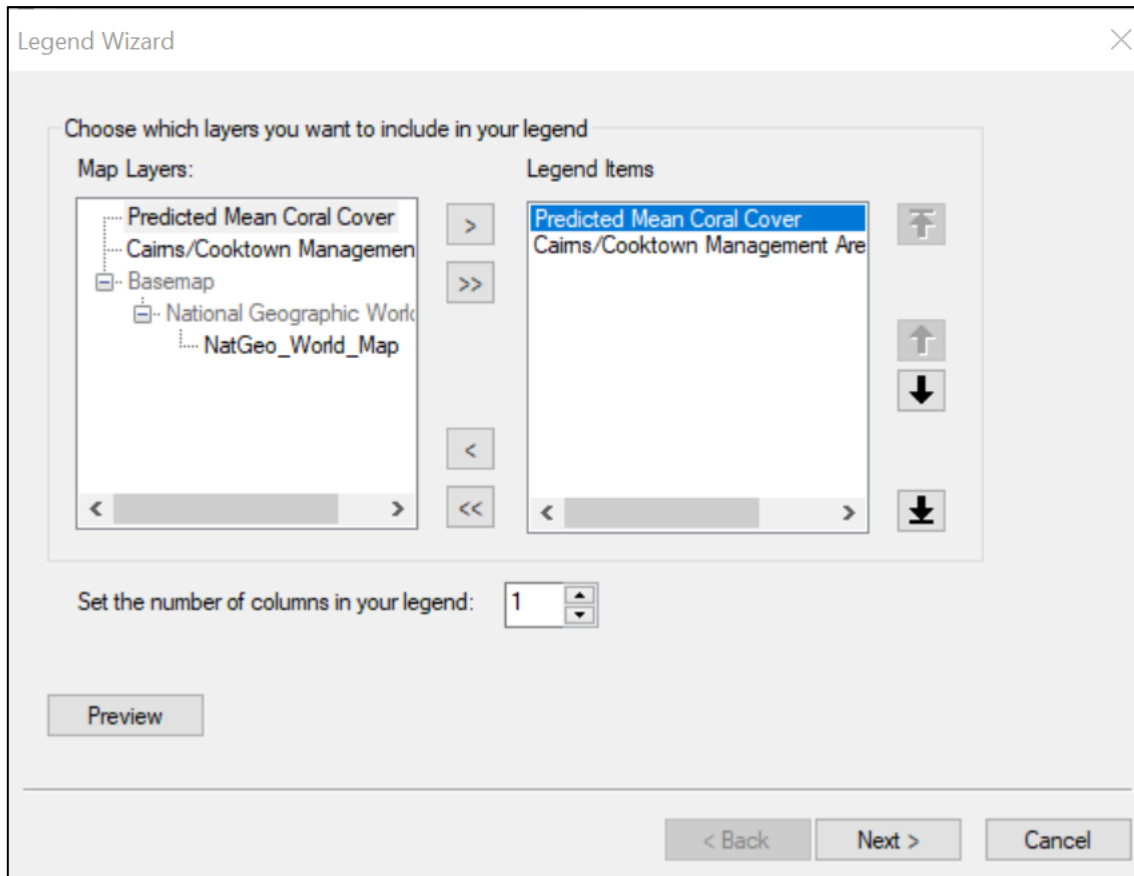 Legend Wizard
Choose which layers you want to include in your legend
Map Layers:
Legend Items
Predicted Mean Coral Cover
Cairns/Cooktown Managemen
Basemap
National Geographic Worl
NatGeo_World_Map
>
>>
<
<<
Predicted Mean Coral Cover
Cairns/Cooktown Management Are
Set the number of columns in your legend:
1
Preview
< Back
Next >
Cancel